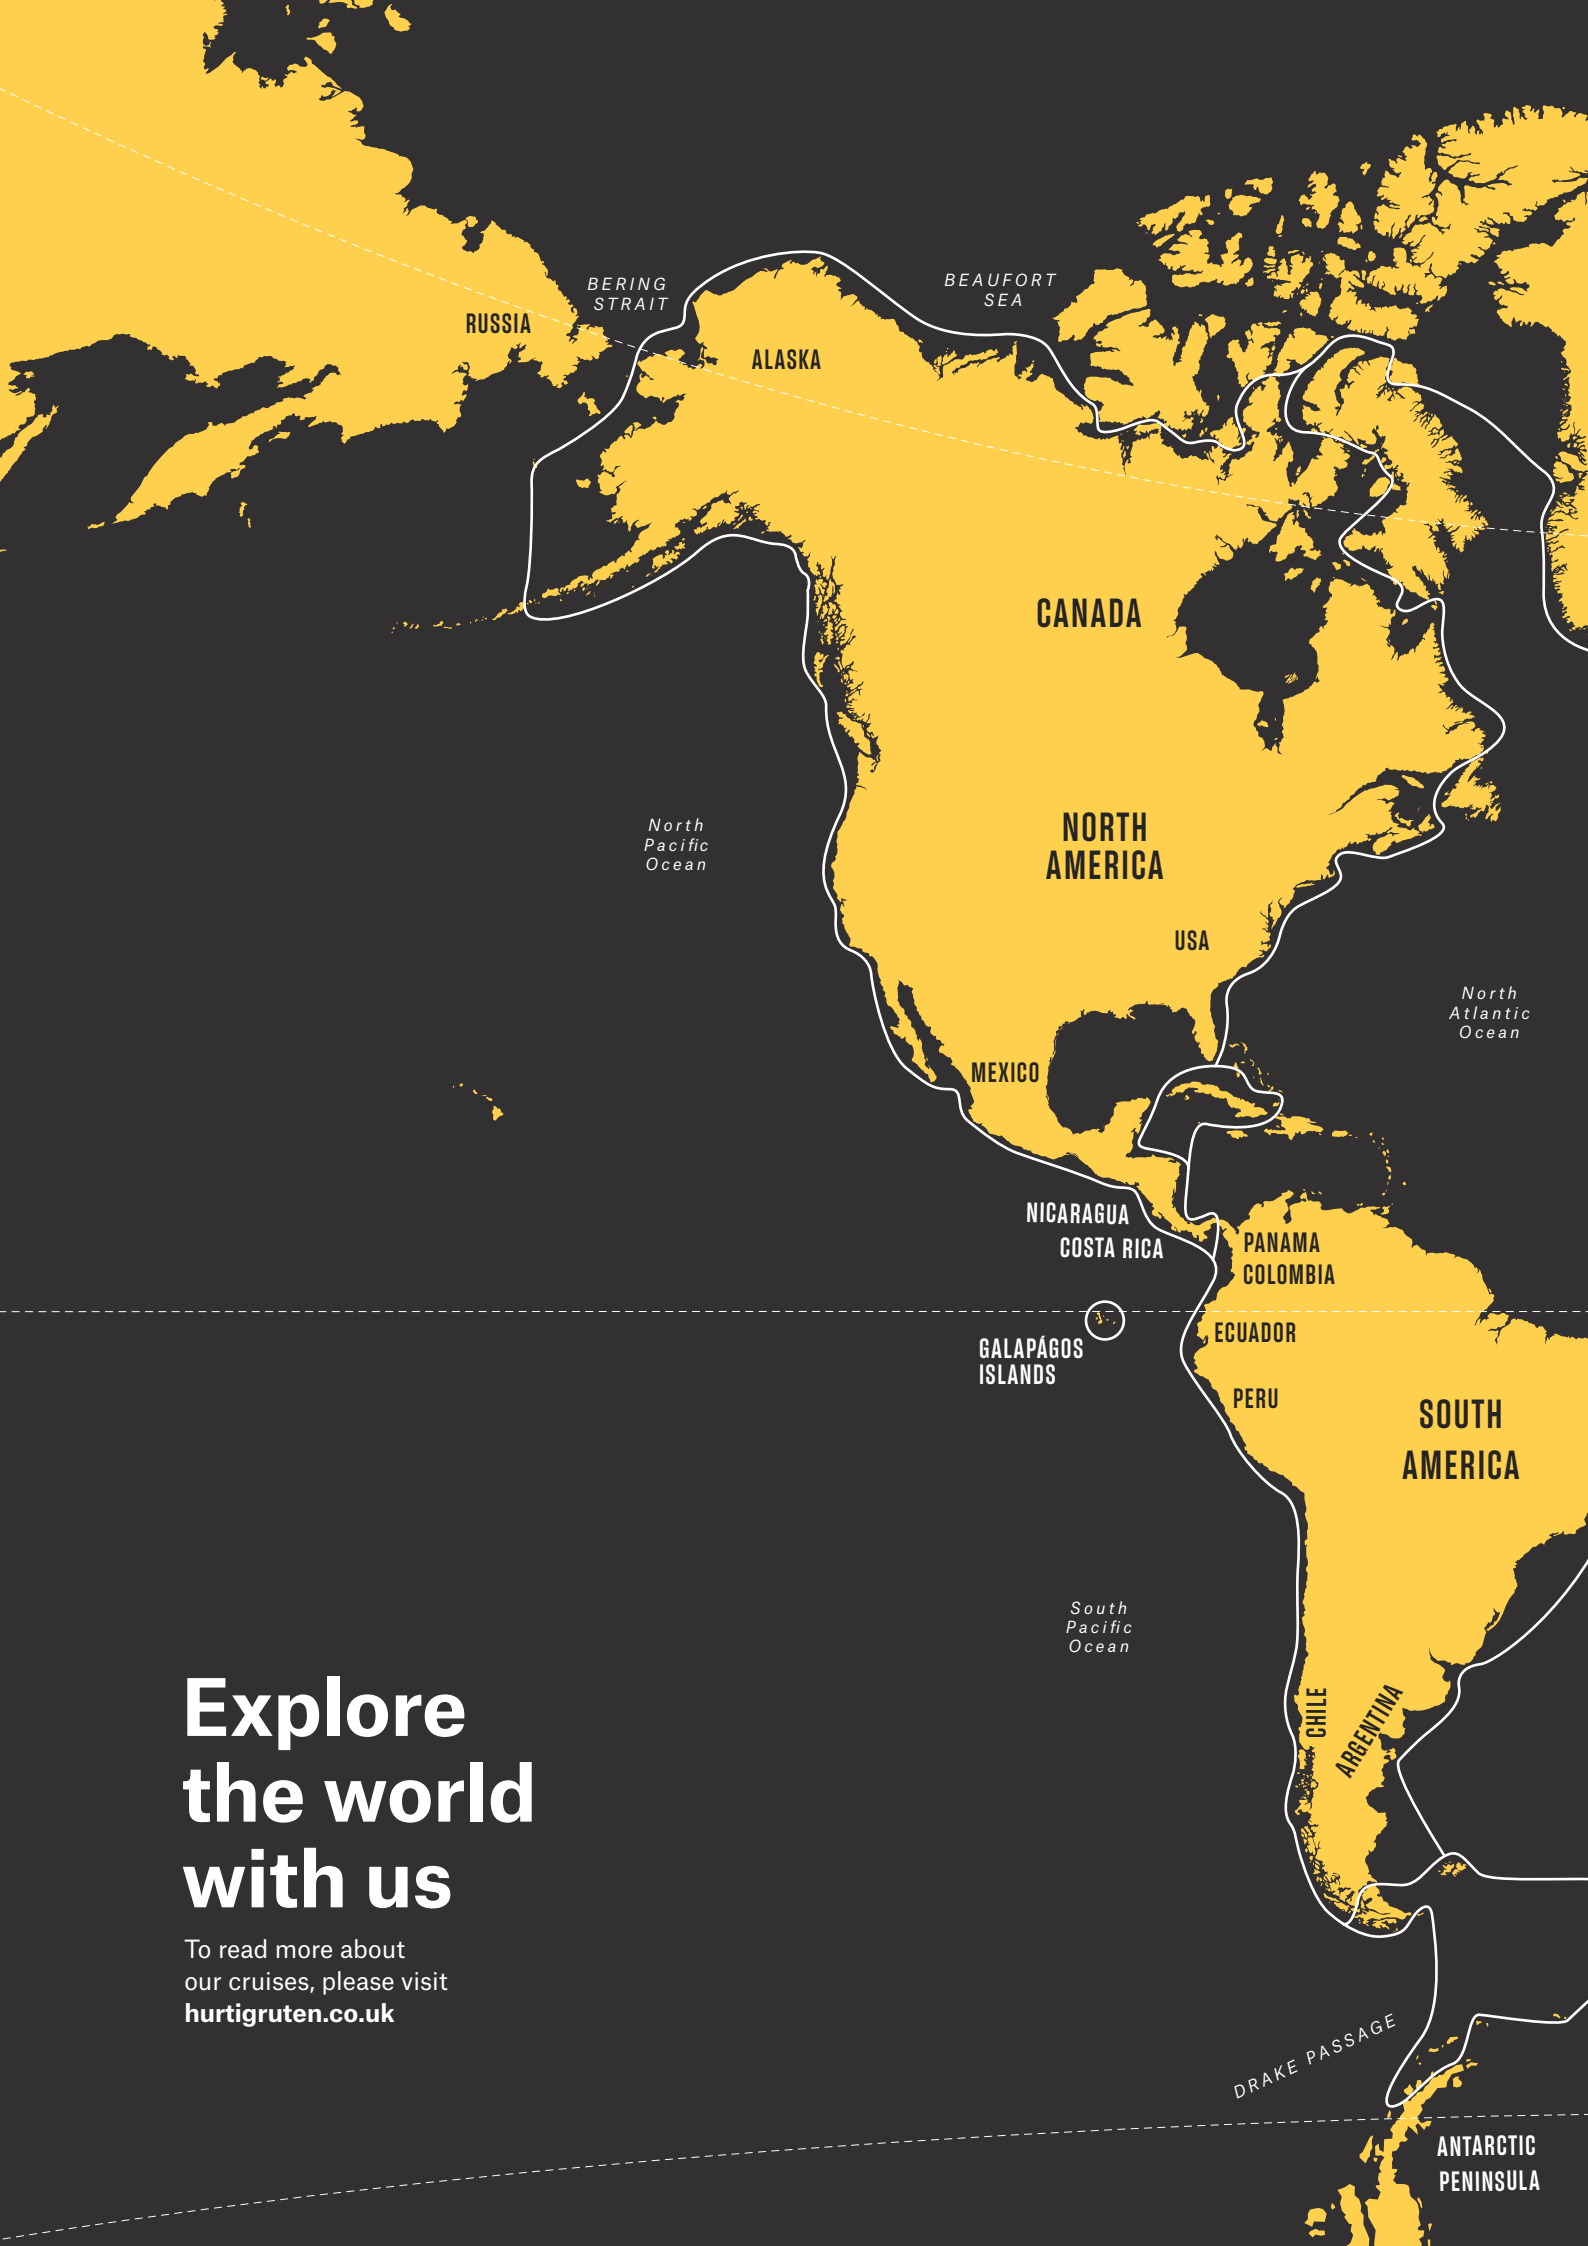 BERING
STRAIT
BEAUFORT
SEA
RUSSIA
ALASKA
CANADA
North
Pacific
Ocean
NORTH
AMERICA
USA
North
Atlantic
Ocean
MEXICO
NICARAGUA
COSTA RICA
PANAMA
COLOMBIA
GALAPÁGOS
ISLANDS
ECUADOR
PERU
SOUTH
AMERICA
South
Pacific
Ocean
CHILE
ARGENTINA
Explore
the world
with us
To read more about
our cruises, please visit
hurtigruten.co.uk
DRAKE PASSAGE
ANTARCTIC
PENINSULA